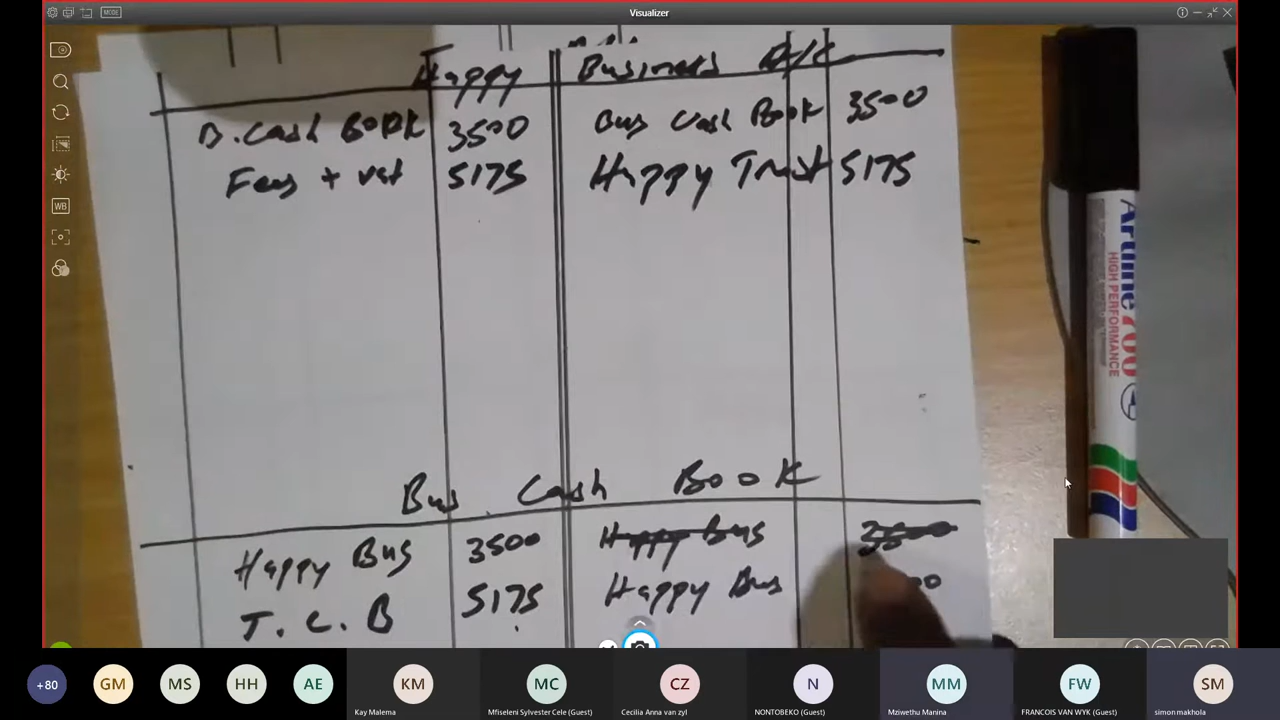 MODE
Visualizer
Happy Business A/C
B. Cash Book 3500 Bus Cash Book 3500
Fees + vat 5175 Happy Trust 5175
Artline 700
HIGH PERFORMANCE
WB
Bus Cash Book
Happy Bus 3500 Happy Bus 3500
T. C. B 5175 Happy Bus
+80
GM
MS
HH
AE
KM
Kay Malema
MC
Mfiseleni Sylvester Cele (Guest)
CZ
Cecilia Anna van zyl
N
NONTOBEKO (Guest)
MM
Mziwethu Manina
FW
FRANCOIS VAN WYK (Guest)
SM
simon makhola